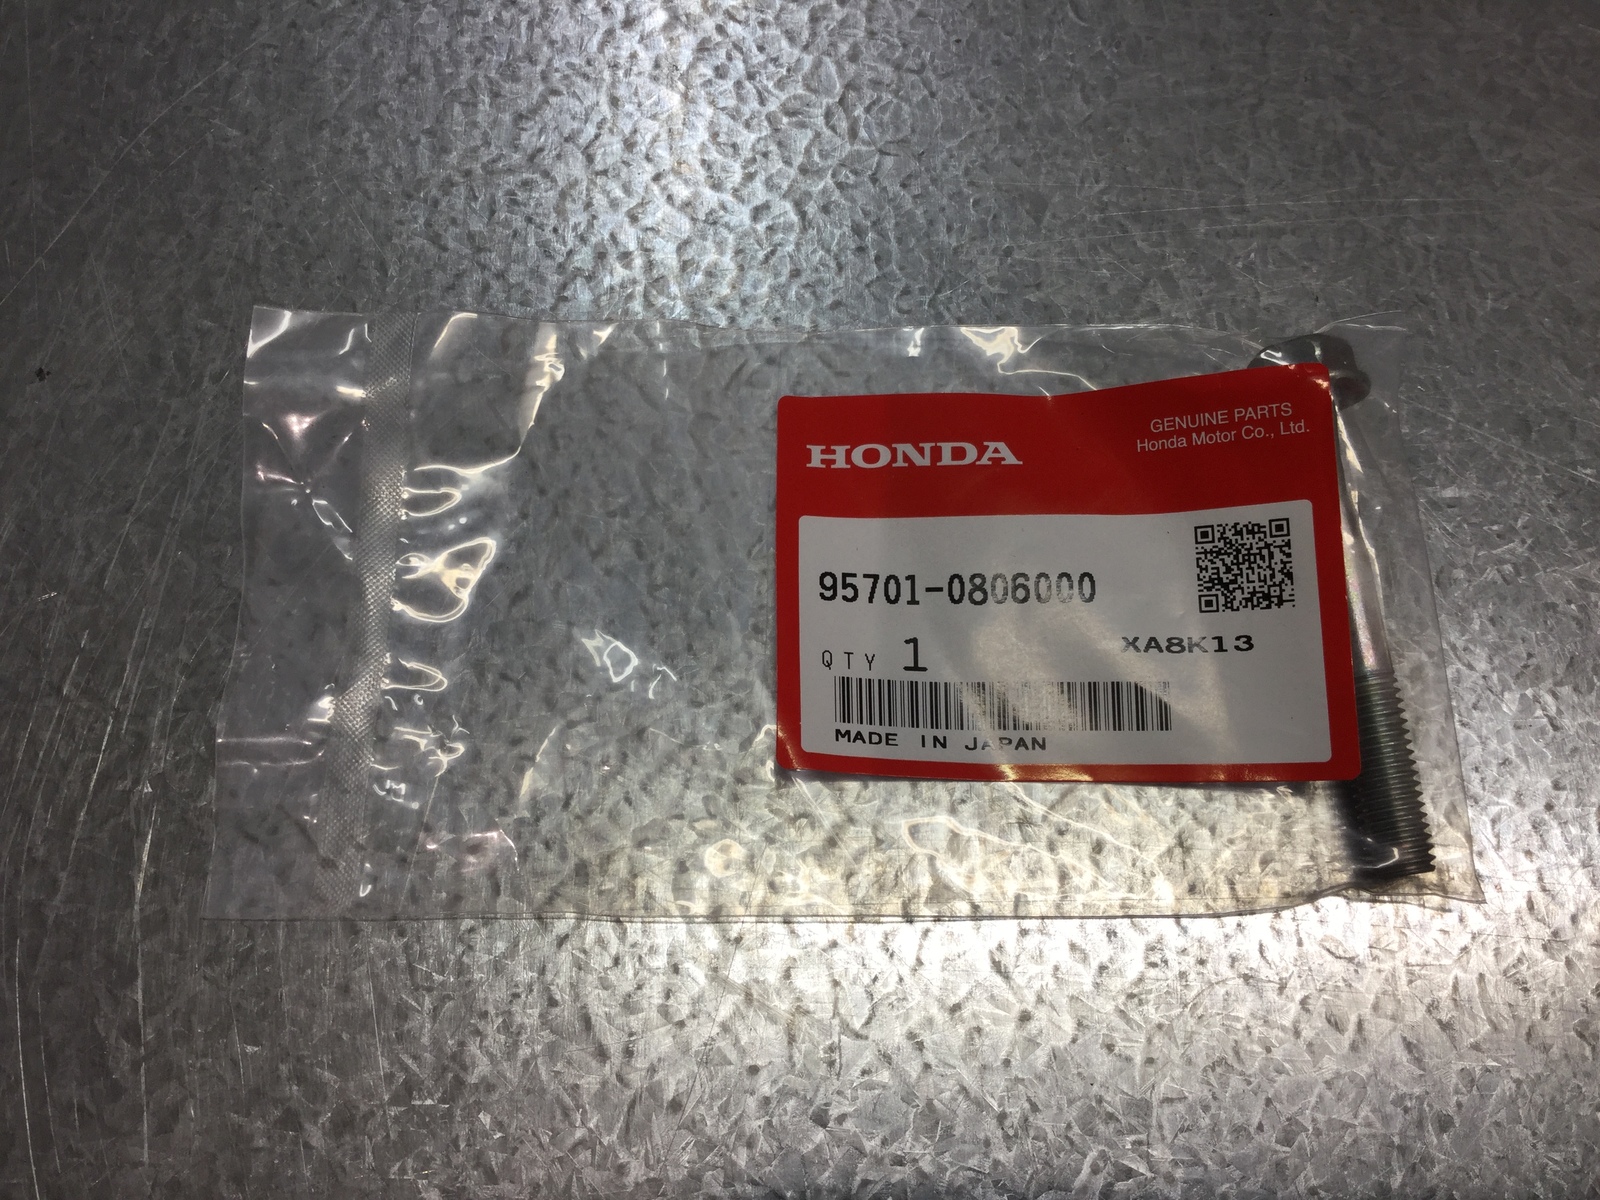 HONDA
GENUINE PARTS
Honda Motor Co., Ltd.
95701-0806000
QTY 1
XA8K13
MADE IN JAPAN